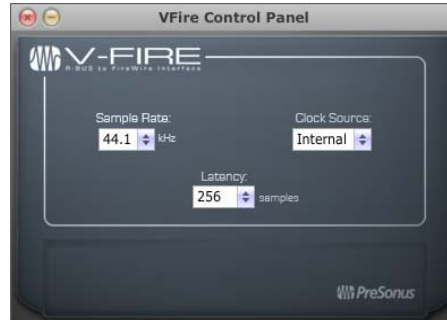 VFire Control Panel
V-FIRE
R-BUS to FireWire Interface
Sample Rate:
44.1 kHz
Clock Source:
Internal
Latency:
256 samples
PreSonus